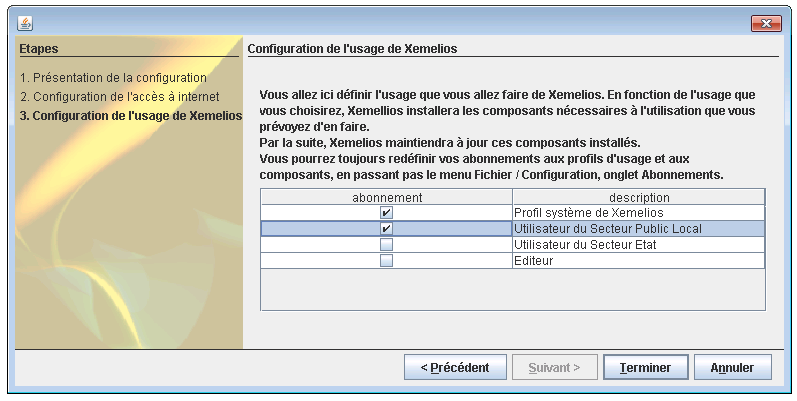 Etapes
1. Présentation de la configuration
2. Configuration de l'accès à internet
3. Configuration de l'usage de Xemelios
Configuration de l'usage de Xemelios
Vous allez ici définir l'usage que vous allez faire de Xemelios. En fonction de l'usage que
vous choisirez, Xemellios installera les composants nécessaires à l'utilisation que vous
prévoyez d'en faire.
Par la suite, Xemelios maintiendra à jour ces composants installés.
Vous pourrez toujours redéfinir vos abonnements aux profils d'usage et aux
composants, en passant pas le menu Fichier / Configuration, onglet Abonnements.
abonnement description
Profil système de Xemelios
Utilisateur du Secteur Public Local
Utilisateur du Secteur Etat
Editeur
< Précédent Suivant > Terminer Annuler